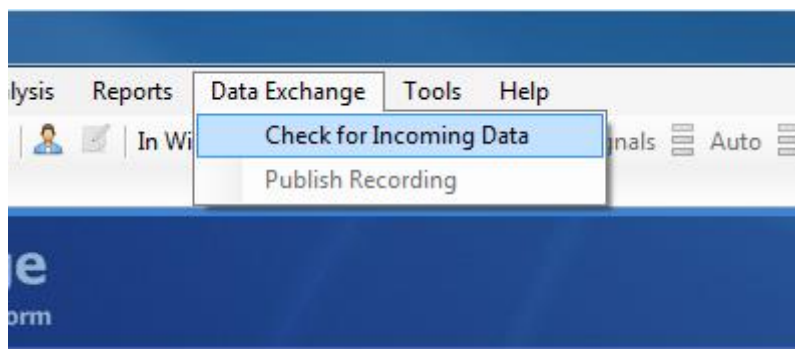 lysis Reports Data Exchange Tools Help
In Wi Check for Incoming Data gnals Auto
Publish Recording
ge
orm